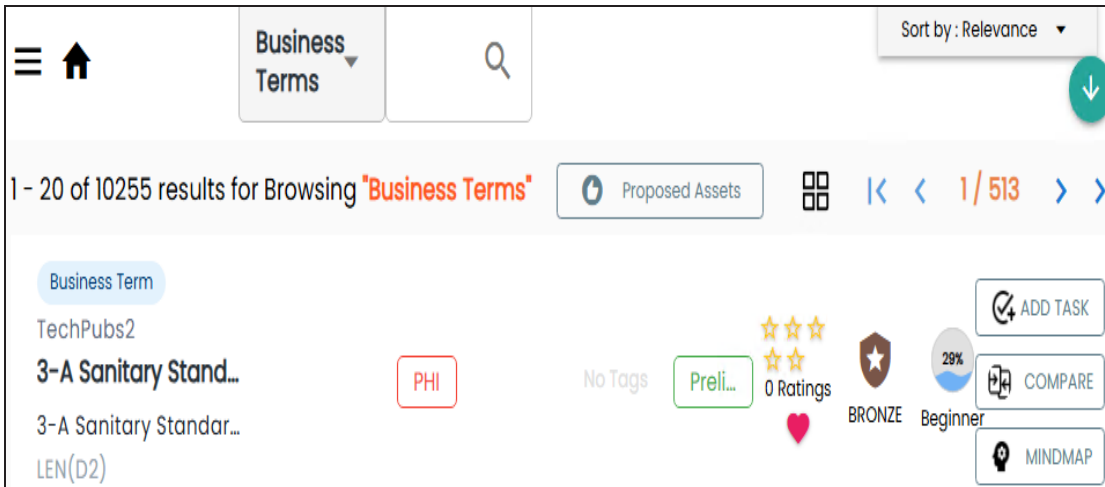 Business
Terms
Sort by : Relevance
1 - 20 of 10255 results for Browsing "Business Terms"
Proposed Assets
1 / 513
Business Term
TechPubs2
3-A Sanitary Stand...
3-A Sanitary Standar...
LEN(D2)
PHI
No Tags
Preli...
0 Ratings
BRONZE
29%
Beginner
ADD TASK
COMPARE
MINDMAP